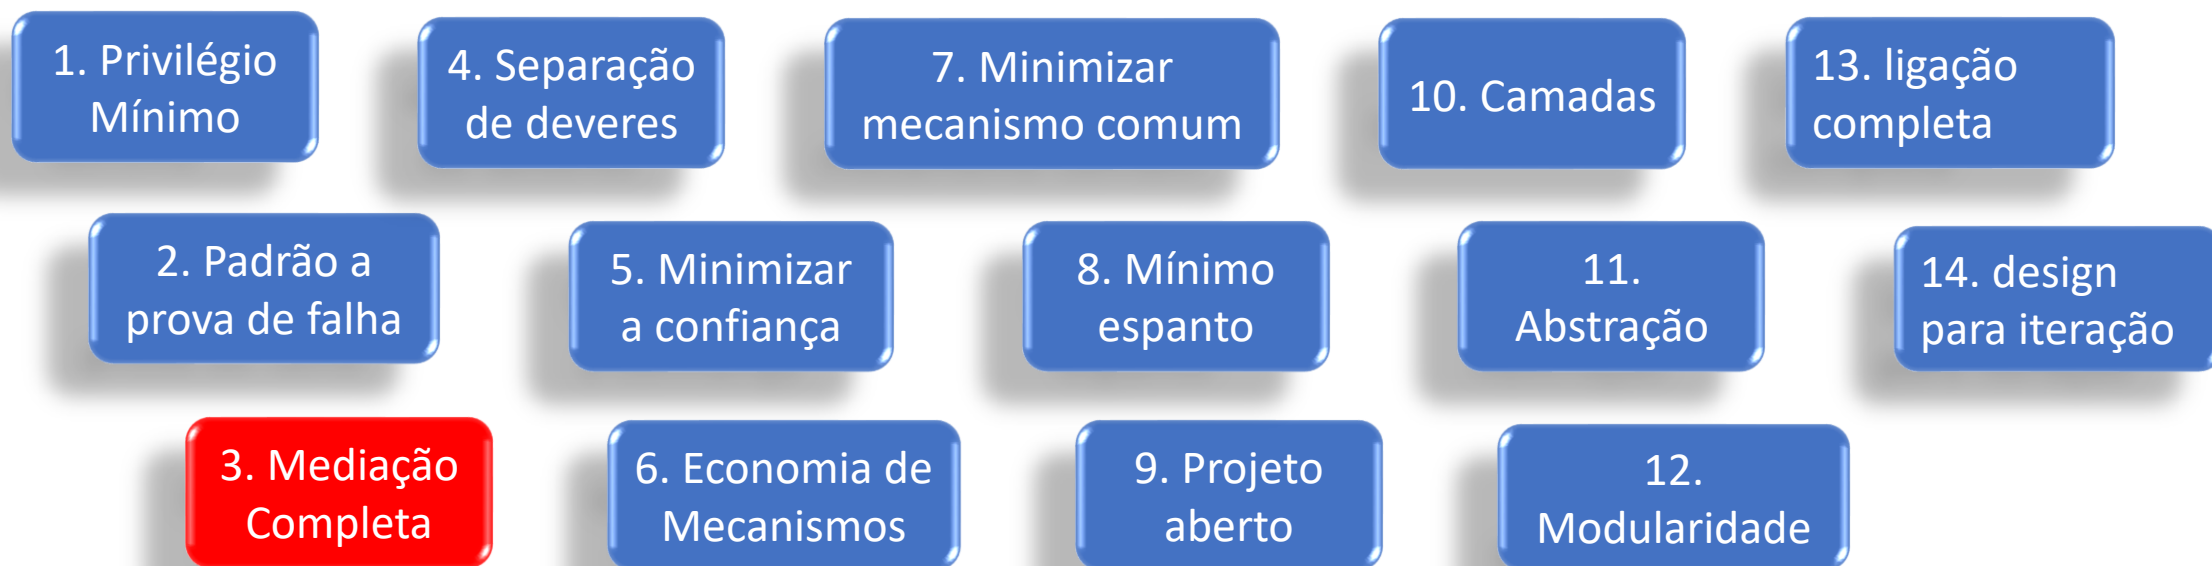 1. Privilégio
Mínimo
2. Padrão a
prova de falha
3. Mediação
Completa
4. Separação
de deveres
5. Minimizar
a confiança
6. Economia de
Mecanismos
7. Minimizar
mecanismo comum
8. Mínimo
espanto
9. Projeto
aberto
10. Camadas
11.
Abstração
12.
Modularidade
13. ligação
completa
14. design
para iteração